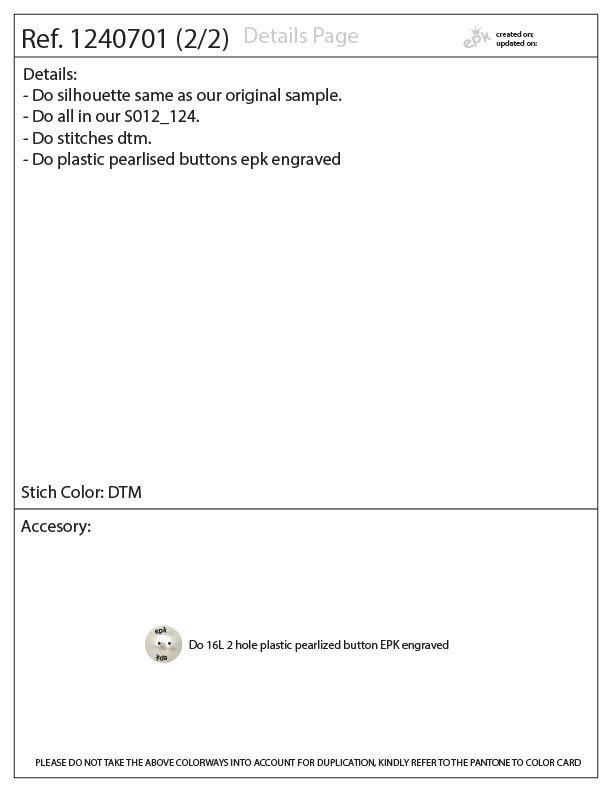 Ref. 1240701 (2/2) Details Page
epk
created on:
updated on:
Details:
- Do silhouette same as our original sample.
- Do all in our S012_124.
- Do stitches dtm.
- Do plastic pearlised buttons epk engraved
Stich Color: DTM
Accesory:
epk
epk
Do 16L 2 hole plastic pearlized button EPK engraved
PLEASE DO NOT TAKE THE ABOVE COLORWAYS INTO ACCOUNT FOR DUPLICATION, KINDLY REFER TO THE PANTONE TO COLOR CARD